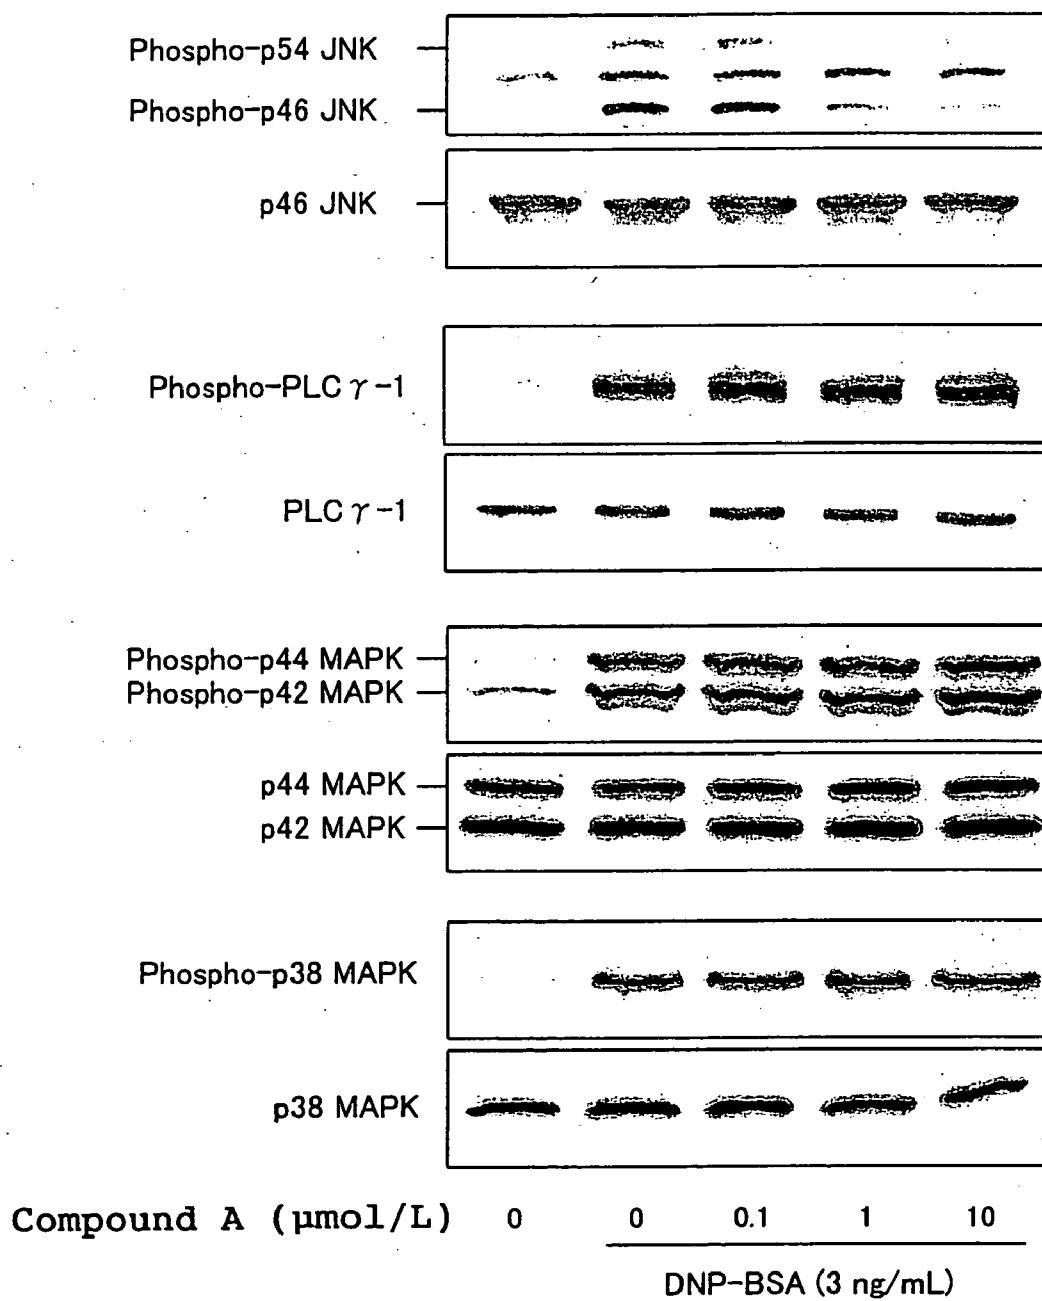 Phospho-p54 JNK
Phospho-p46 JNK
p46 JNK
Phospho-PLC γ-1
PLC γ-1
Phospho-p44 MAPK
Phospho-p42 MAPK
p44 MAPK
p42 MAPK
Phospho-p38 MAPK
p38 MAPK
Compound A (μmol/L) 0 0 0.1 1 10
DNP-BSA (3 ng/mL)